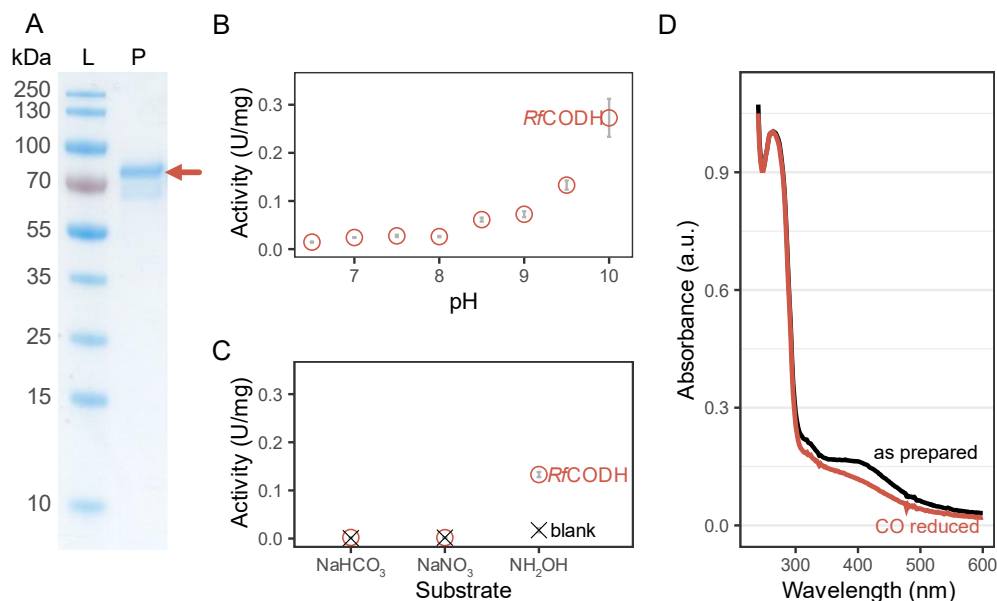 A
kDa L P
250
130
100
70
55
35
25
15
10
B
Activity (U/mg)
0.3
0.2
0.1
0.0
RfCODH
7 8 9 10
pH
C
Activity (U/mg)
0.3
0.2
0.1
0.0
RfCODH
blank
NaHCO₃ NaNO₃ NH₂OH
Substrate
D
Absorbance (a.u.)
0.9
0.6
0.3
0.0
as prepared
CO reduced
300 400 500 600
Wavelength (nm)